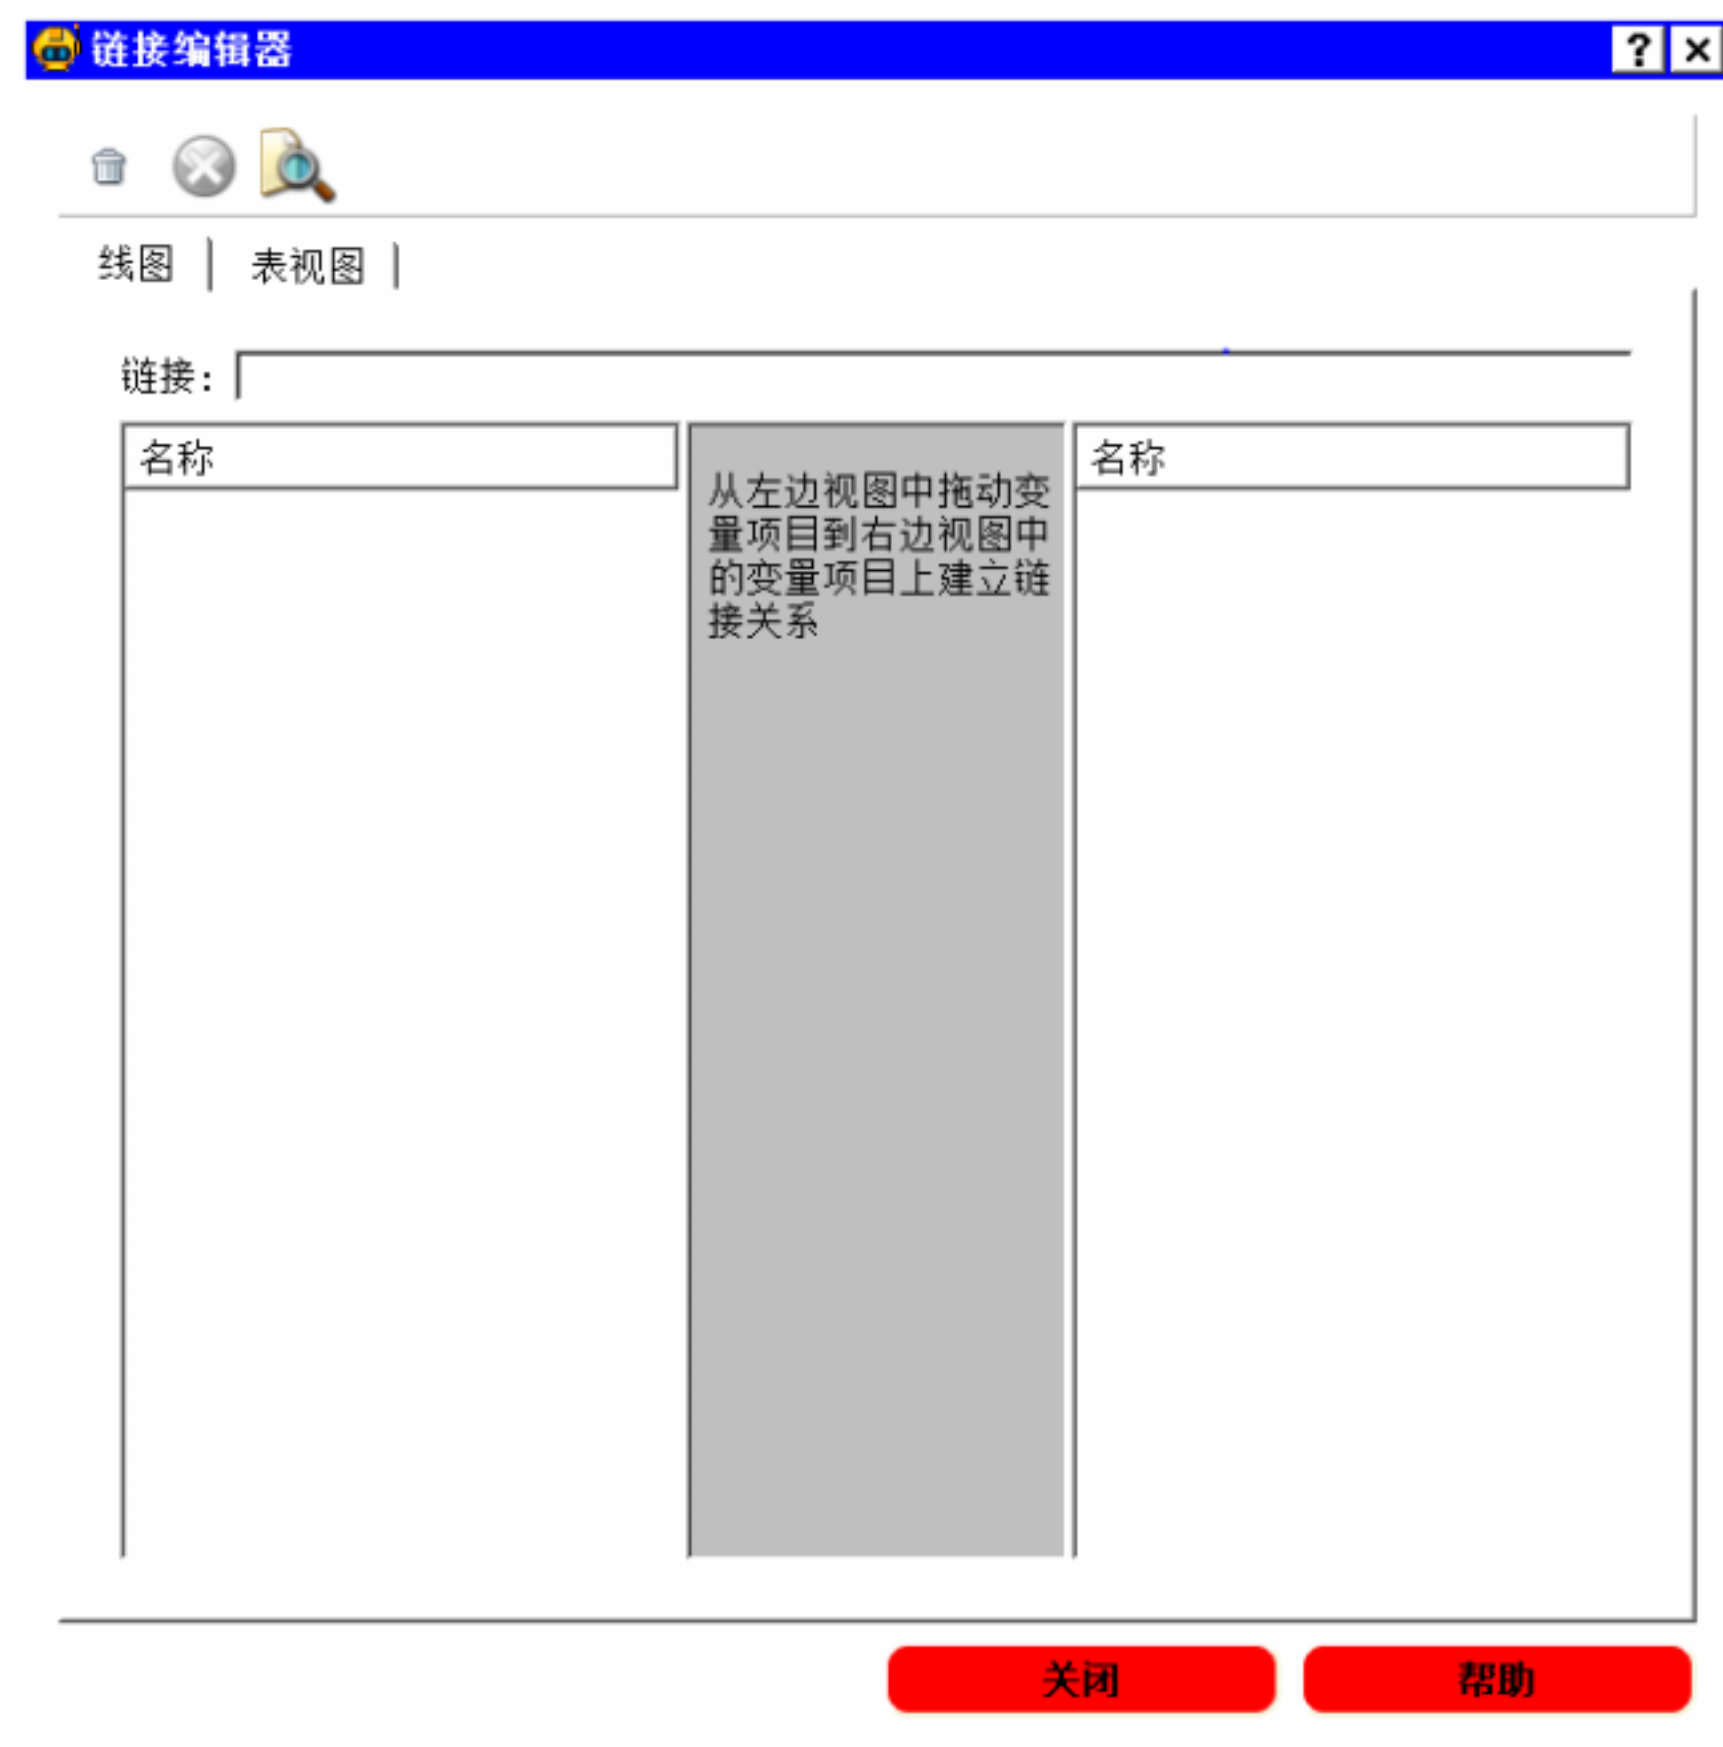 链接编辑器
线图
表视图
链接:
名称
从左边视图中拖动变
量项目到右边视图中
的变量项目上建立链
接关系
名称
关闭
帮助